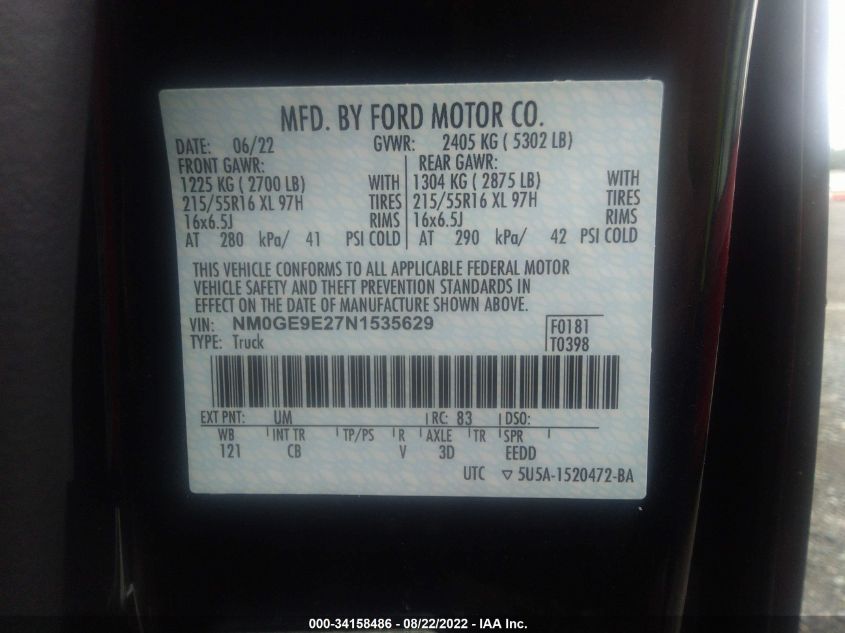 MFD. BY FORD MOTOR CO.
DATE: 06/22 GVWR: 2405 KG ( 5302 LB)
FRONT GAWR: REAR GAWR:
1225 KG ( 2700 LB) WITH 1304 KG ( 2875 LB) WITH
215/55R16 XL 97H TIRES 215/55R16 XL 97H TIRES
16x6.5J RIMS 16x6.5J RIMS
AT 280 kPa/ 41 PSI COLD AT 290 kPa/ 42 PSI COLD
THIS VEHICLE CONFORMS TO ALL APPLICABLE FEDERAL MOTOR
VEHICLE SAFETY AND THEFT PREVENTION STANDARDS IN
EFFECT ON THE DATE OF MANUFACTURE SHOWN ABOVE.
VIN: NM0GE9E27N1535629 F0181
TYPE: Truck T0398
EXT PNT: UM RC: 83 DSO:
WB INT TR TP/PS R AXLE TR SPR
121 CB V 3D EEDD
UTC ▽ 5U5A-1520472-BA
000-34158486 - 08/22/2022 - IAA Inc.